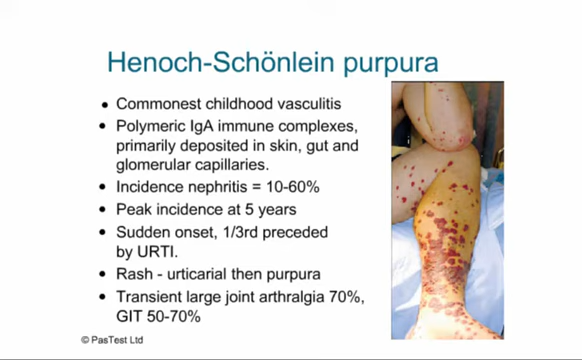 Henoch-Schönlein purpura
• Commonest childhood vasculitis
• Polymeric IgA immune complexes,
primarily deposited in skin, gut and
glomerular capillaries.
• Incidence nephritis = 10-60%
• Peak incidence at 5 years
• Sudden onset, 1/3rd preceded
by URTI.
• Rash - urticarial then purpura
• Transient large joint arthralgia 70%,
GIT 50-70%
© PasTest Ltd